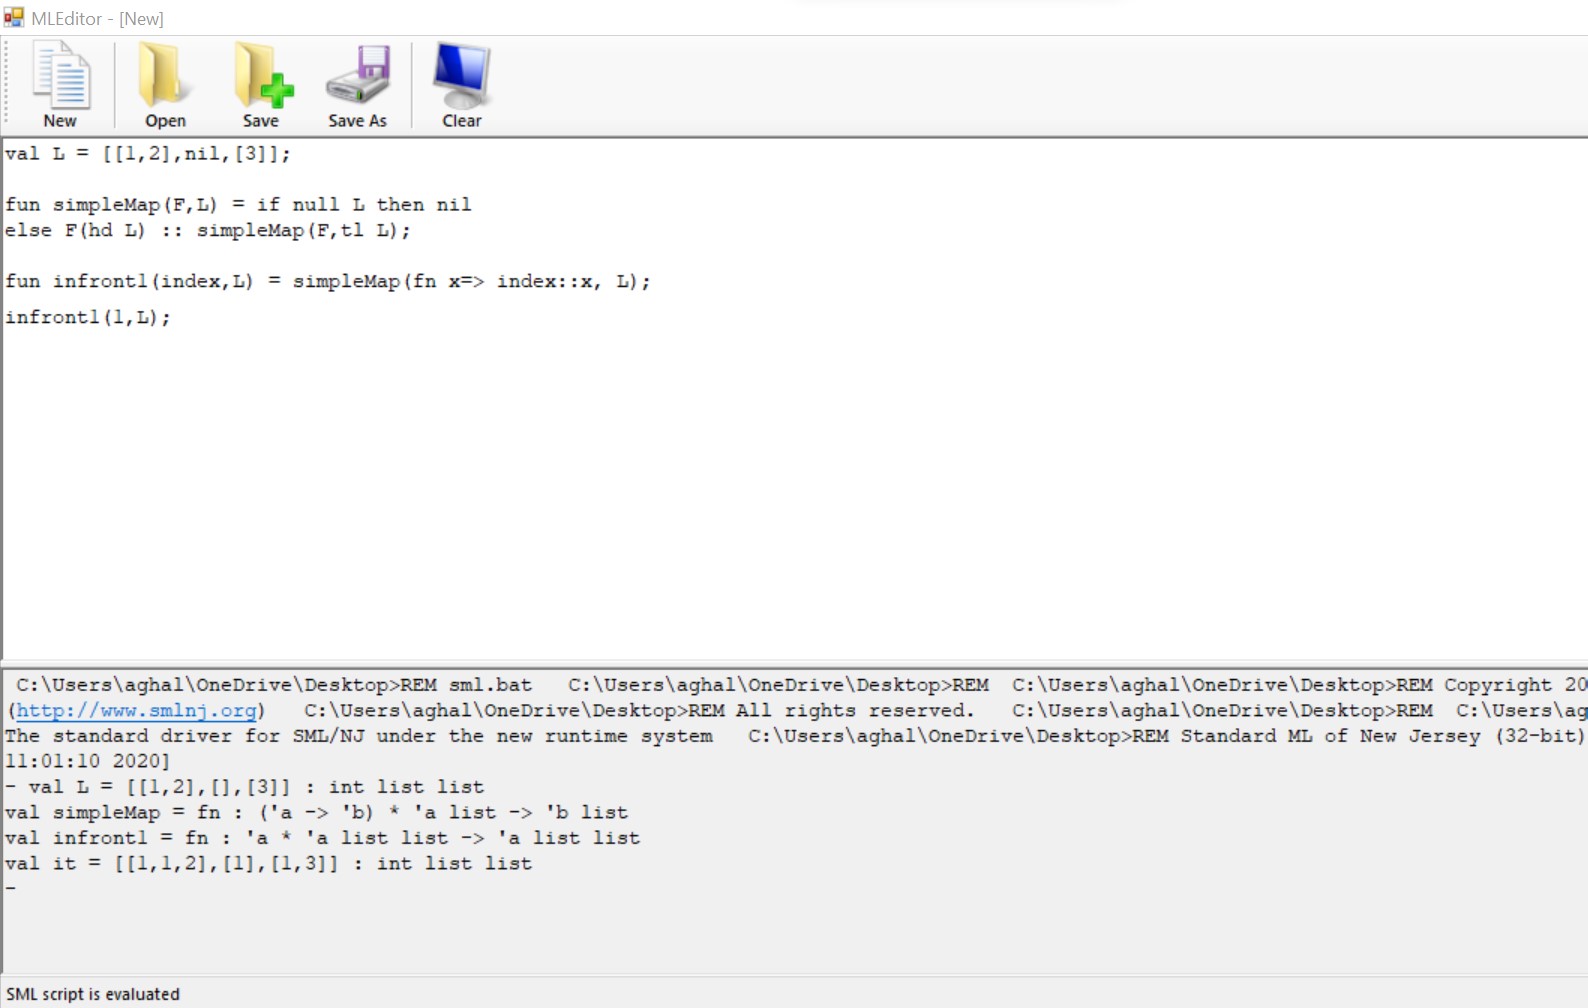 MLEditor - [New]
New Open Save Save As Clear
val L = [[1,2],nil,[3]];
fun simpleMap(F,L) = if null L then nil
else F(hd L) :: simpleMap(F,tl L);
fun infront1(index,L) = simpleMap(fn x=> index::x, L);
infront1(1,L);
C:\Users\aghal\OneDrive\Desktop>REM sml.bat C:\Users\aghal\OneDrive\Desktop>REM C:\Users\aghal\OneDrive\Desktop>REM Copyright 20
(http://www.smlnj.org) C:\Users\aghal\OneDrive\Desktop>REM All rights reserved. C:\Users\aghal\OneDrive\Desktop>REM C:\Users\ag
The standard driver for SML/NJ under the new runtime system C:\Users\aghal\OneDrive\Desktop>REM Standard ML of New Jersey (32-bit)
11:01:10 2020]
- val L = [[1,2],[],[3]] : int list list
val simpleMap = fn : ('a -> 'b) * 'a list -> 'b list
val infront1 = fn : 'a * 'a list list -> 'a list list
val it = [[1,1,2],[1],[1,3]] : int list list
-
SML script is evaluated